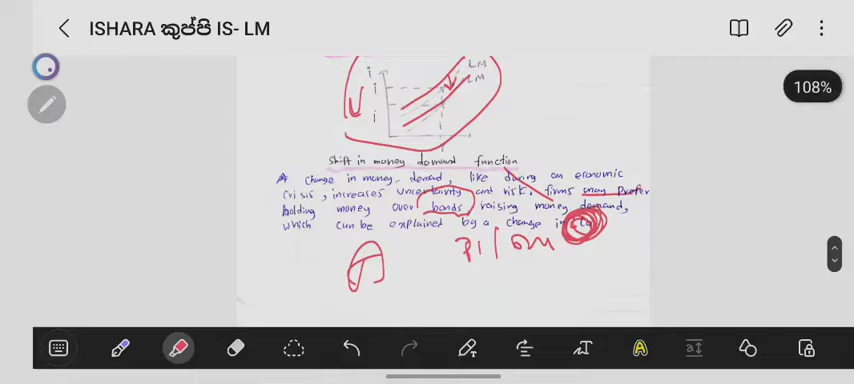 ISHARA කුප්පි IS- LM
108%
i
LM
i
LM
i
Shift in money demand function
A change in money demand, like during an economic
crisis, increases uncertainty and risk. firms may prefer
holding money over bonds, raising money demand,
which can be explained by a change in